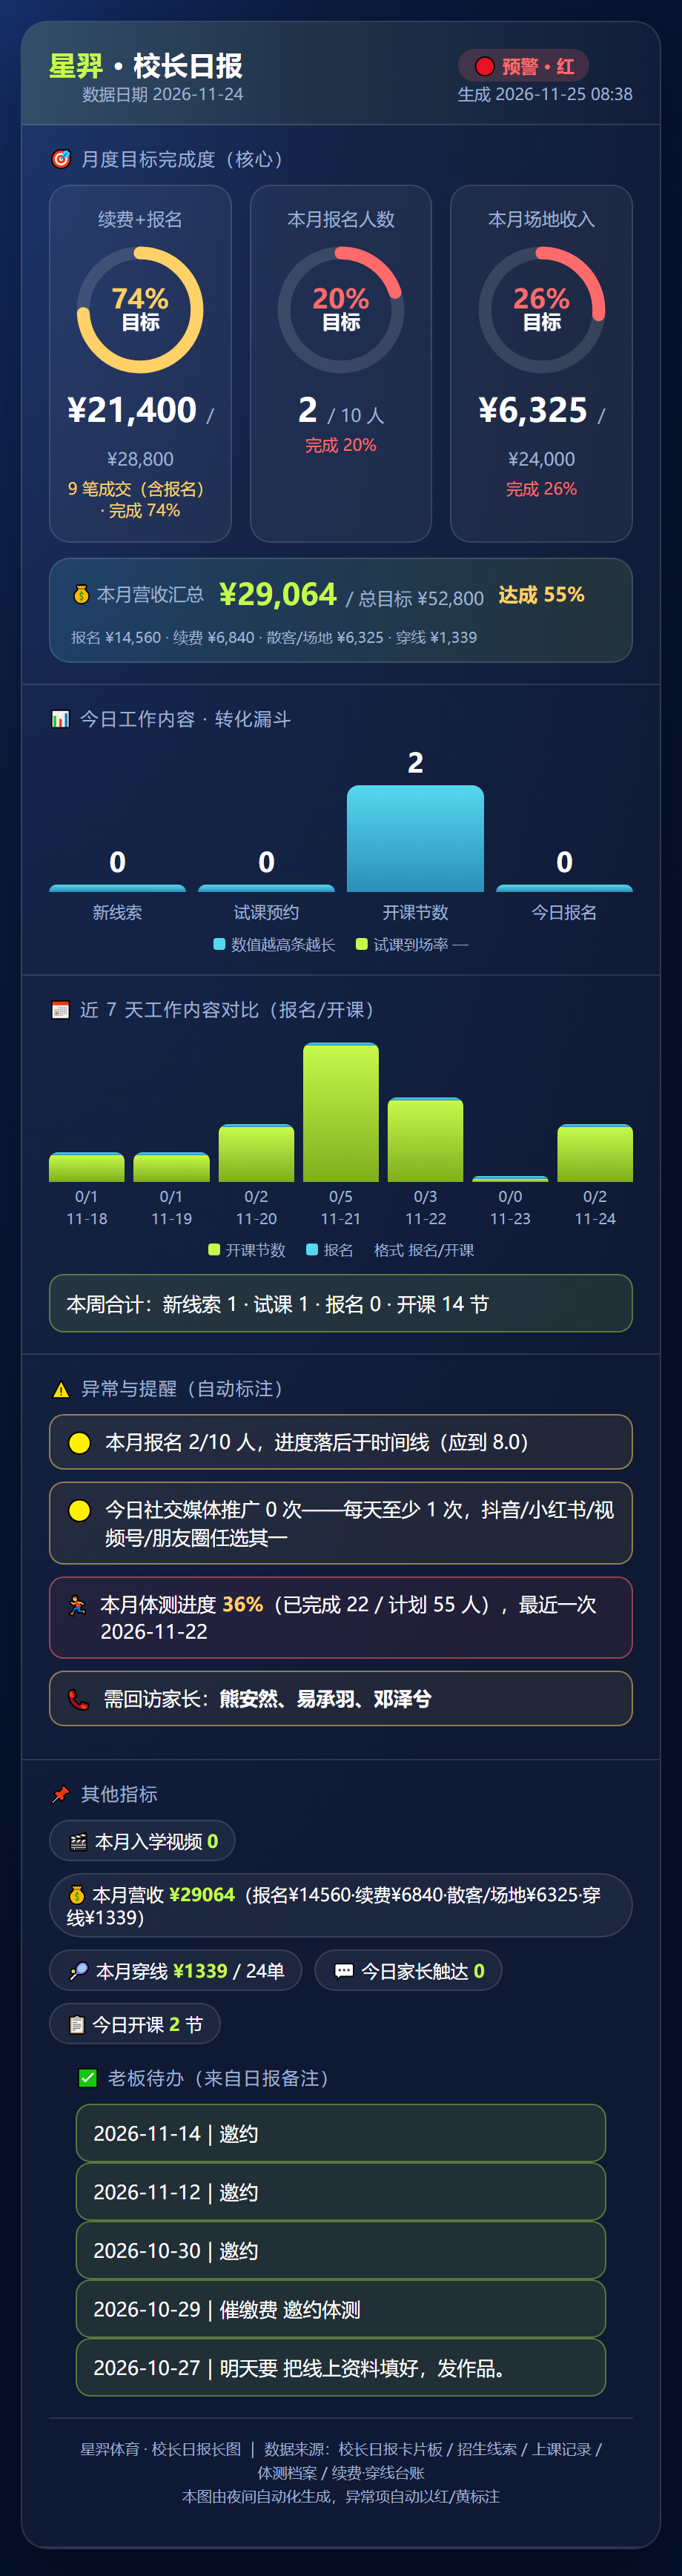 星羿 · 校长日报
数据日期 2026-11-24
预警 · 红
生成 2026-11-25 08:38
月度目标完成度（核心）
续费+报名
74%
目标
¥21,400 /
¥28,800
9 笔成交（含报名）
· 完成 74%
本月报名人数
20%
目标
2 / 10 人
完成 20%
本月场地收入
26%
目标
¥6,325 /
¥24,000
完成 26%
本月营收汇总 ¥29,064 / 总目标 ¥52,800 达成 55%
报名 ¥14,560 · 续费 ¥6,840 · 散客/场地 ¥6,325 · 穿线 ¥1,339
今日工作内容 · 转化漏斗
0
0
2
0
新线索
试课预约
开课节数
今日报名
数值越高条越长 试课到场率 —
近 7 天工作内容对比（报名/开课）
0/1 0/1 0/2 0/5 0/3 0/0 0/2
11-18 11-19 11-20 11-21 11-22 11-23 11-24
开课节数 报名 格式 报名/开课
本周合计：新线索 1 · 试课 1 · 报名 0 · 开课 14 节
异常与提醒（自动标注）
本月报名 2/10 人，进度落后于时间线（应到 8.0）
今日社交媒体推广 0 次——每天至少 1 次，抖音/小红书/视
频号/朋友圈任选其一
本月体测进度 36%（已完成 22 / 计划 55 人），最近一次
2026-11-22
需回访家长：熊安然、易承羽、邓泽兮
其他指标
本月入学视频 0
本月营收 ¥29064（报名¥14560·续费¥6840·散客/场地¥6325·穿
线¥1339）
本月穿线 ¥1339 / 24单
今日家长触达 0
今日开课 2 节
老板待办（来自日报备注）
2026-11-14 | 邀约
2026-11-12 | 邀约
2026-10-30 | 邀约
2026-10-29 | 催缴费 邀约体测
2026-10-27 | 明天要 把线上资料填好，发作品。
星羿体育 · 校长日报长图 ｜ 数据来源：校长日报卡片板 / 招生线索 / 上课记录 /
体测档案 / 续费·穿线台账
本图由夜间自动化生成，异常项自动以红/黄标注